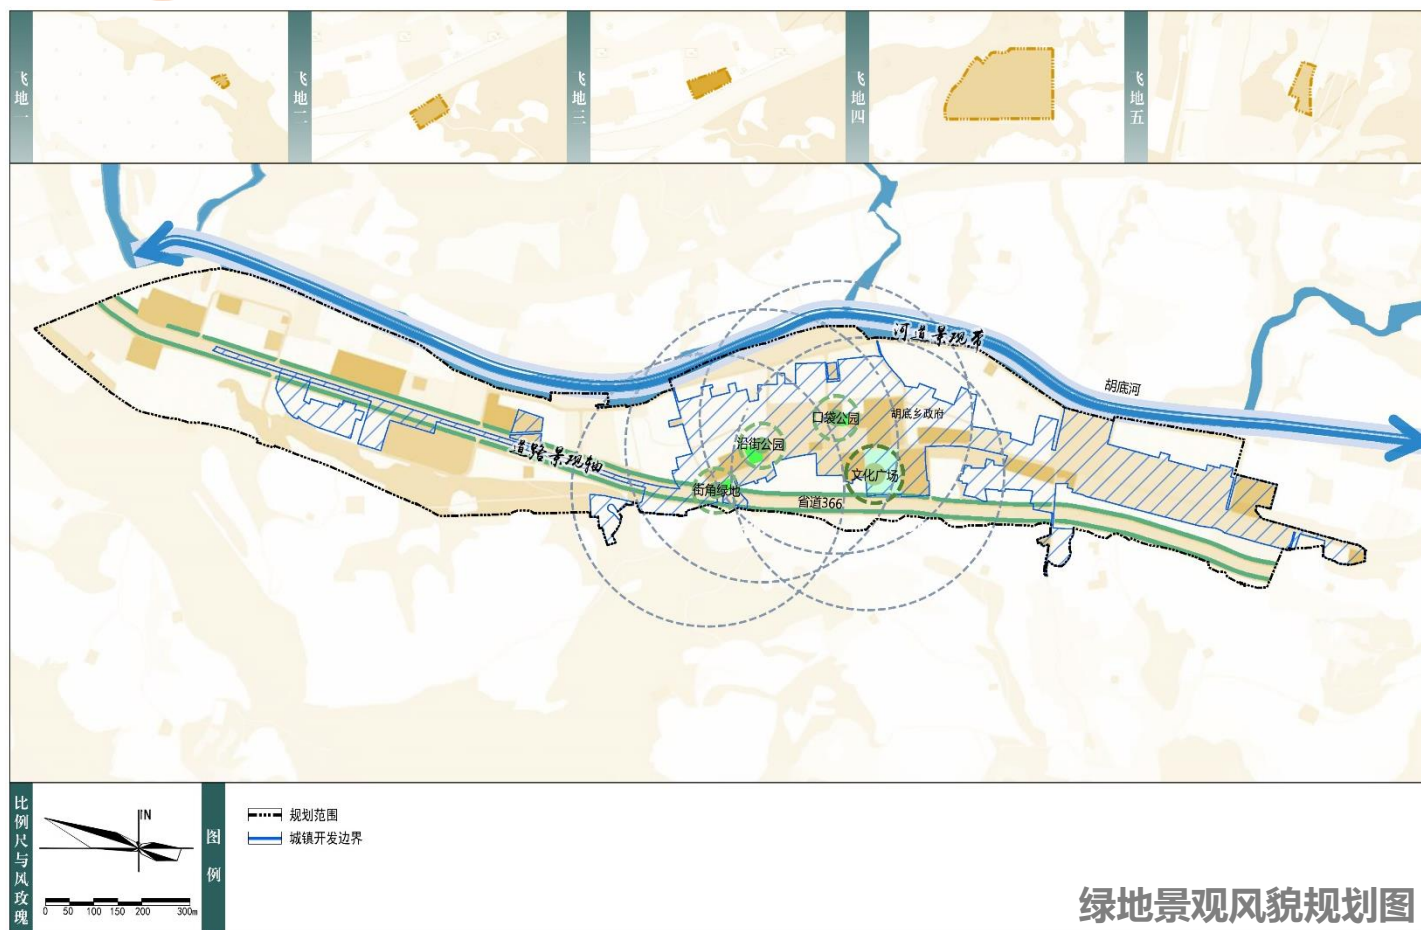 飞地一
飞地二
飞地三
飞地四
飞地五
河道景观带
胡底河
口袋公园
胡底乡政府
沿街公园
道路景观轴
文化广场
街角绿地
省道366
比例尺与风玫瑰
N
0 50 100 150 200 300m
图例
规划范围
城镇开发边界
绿地景观风貌规划图